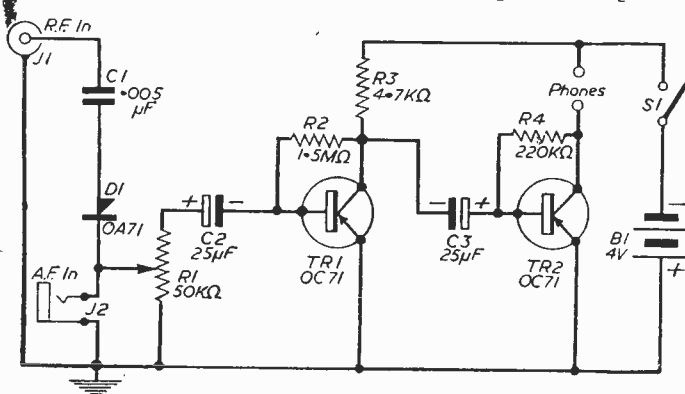 R.F. In
J1
C1
·005
µF
D1
OA71
A.F. In
J2
R1
50KΩ
+ -
C2
25µF
R2
1·5MΩ
TR1
OC71
R3
4·7KΩ
- +
C3
25µF
R4
220KΩ
TR2
OC71
Phones
S1
-
B1
4V
+